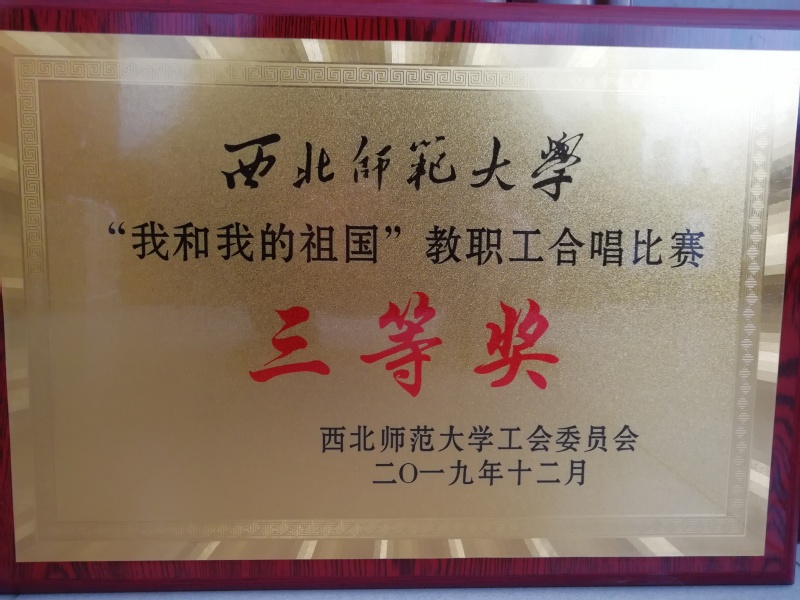 西北师範大學
“我和我的祖国”教职工合唱比赛
三等奖
西北师范大学工会委员会
二〇一九年十二月